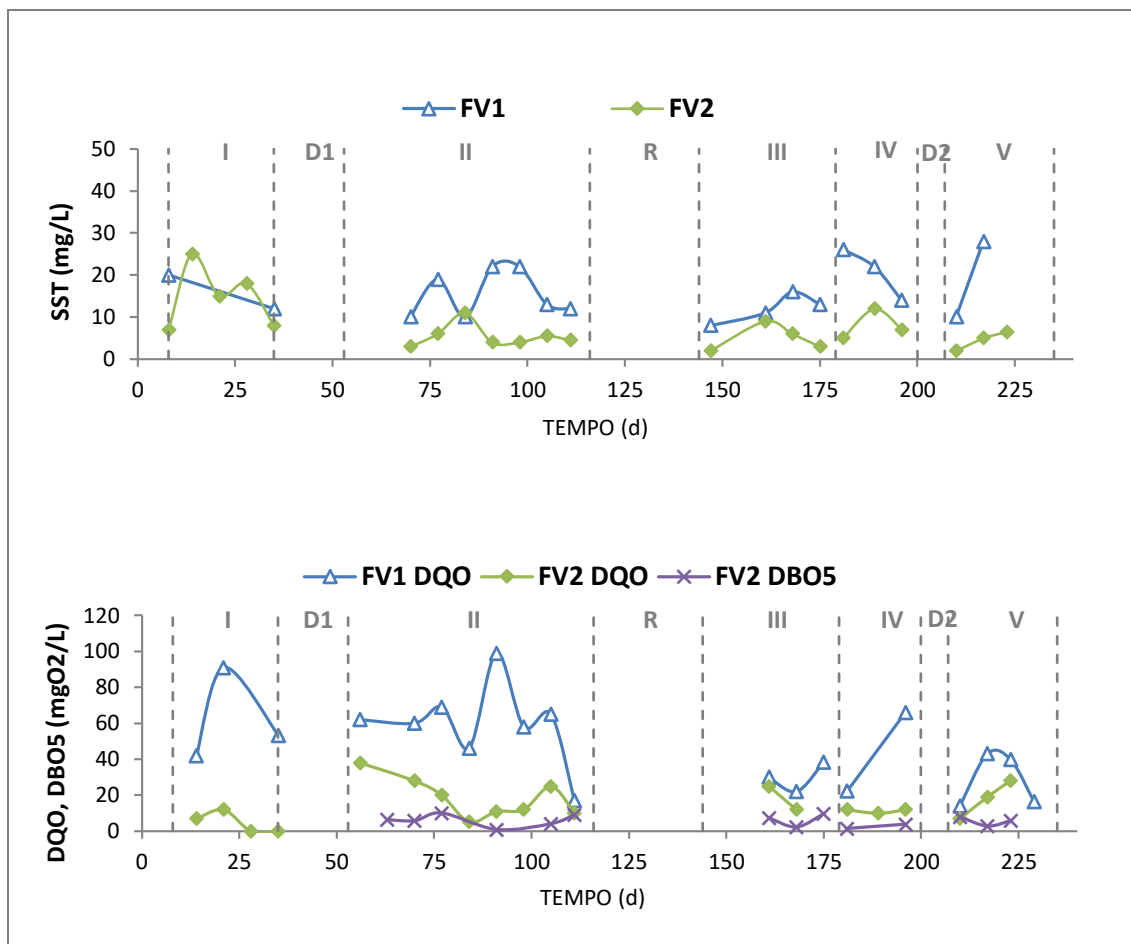 FV1 FV2
I D1 II R III IV D2 V
50
40
30
20
10
0
SST (mg/L)
0 25 50 75 100 125 150 175 200 225
TEMPO (d)
FV1 DQO FV2 DQO FV2 DBO5
I D1 II R III IV D2 V
120
100
80
60
40
20
0
DQO, DBO5 (mgO2/L)
0 25 50 75 100 125 150 175 200 225
TEMPO (d)